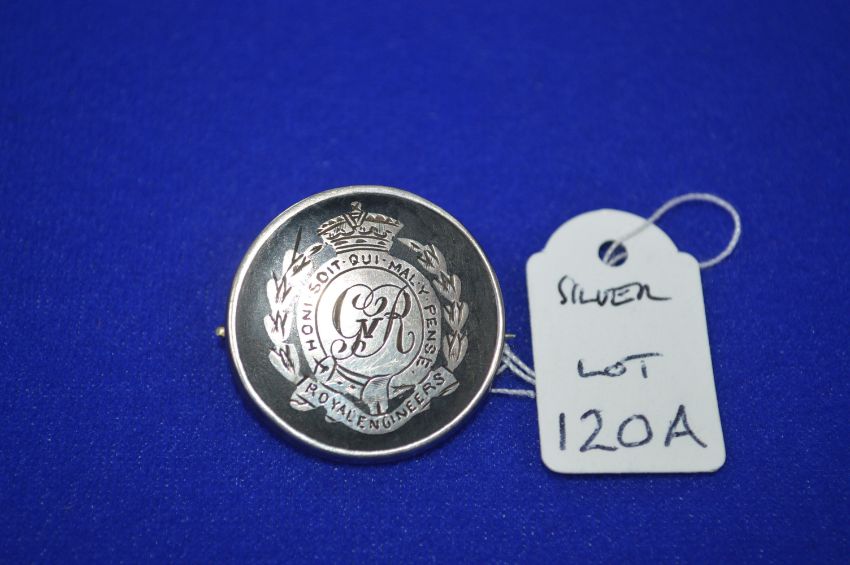 HONI·SOIT·QUI·MAL·Y·PENSE
GVR
ROYAL ENGINEERS
SILVER
LOT
120A